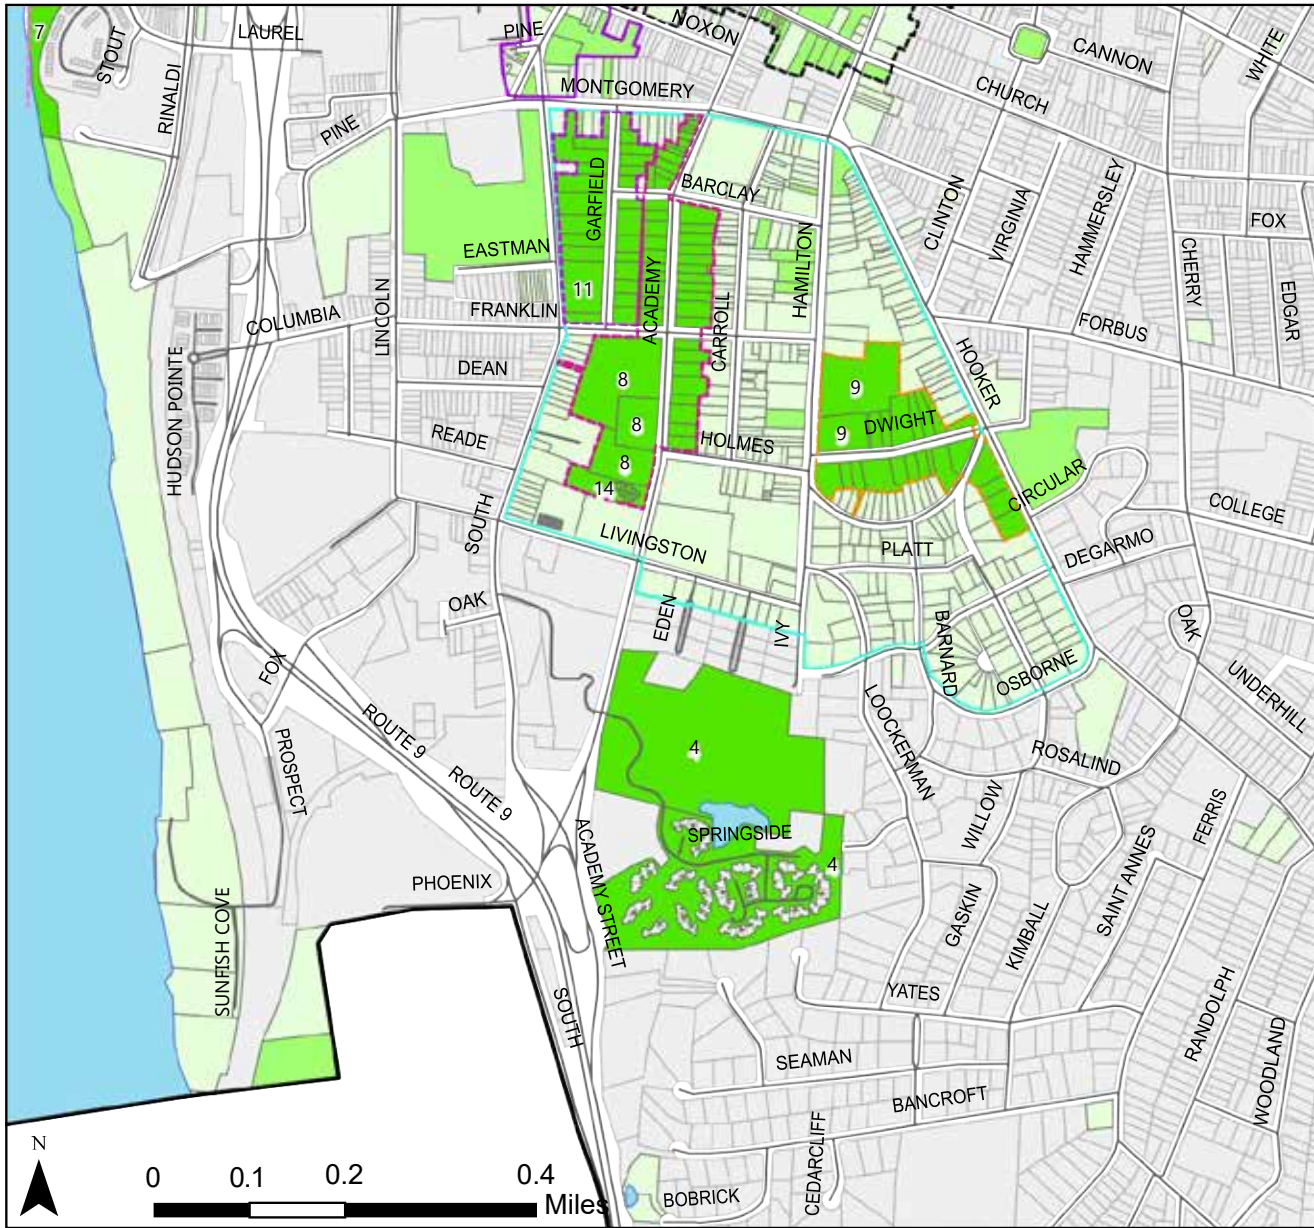 7
STOUT
RINALDI
LAUREL
PINE
NOXON
CANNON
WHITE
CHURCH
MONTGOMERY
PINE
GARFIELD
BARCLAY
CLINTON
VIRGINIA
HAMMERSLEY
FOX
EASTMAN
11
ACADEMY
CARROLL
HAMILTON
CHERRY
EDGAR
LINCOLN
FRANKLIN
COLUMBIA
FORBUS
HOOKER
HUDSON POINTE
DEAN
8
9
READE
8
9
DWIGHT
HOLMES
8
14
CIRCULAR
COLLEGE
SOUTH
LIVINGSTON
PLATT
DEGARMO
OAK
EDEN
IVY
BARNARD
OAK
OSBORNE
UNDERHILL
FOX
ROUTE 9
ROUTE 9
4
LOOCKERMAN
ROSALIND
PROSPECT
SPRINGSIDE
WILLOW
FERRIS
4
PHOENIX
ACADEMY STREET
GASKIN
KIMBALL
SAINT ANNES
SUNFISH COVE
YATES
SOUTH
RANDOLPH
SEAMAN
WOODLAND
BANCROFT
CEDARCLIFF
BOBRICK
N
0 0.1 0.2 0.4
Miles